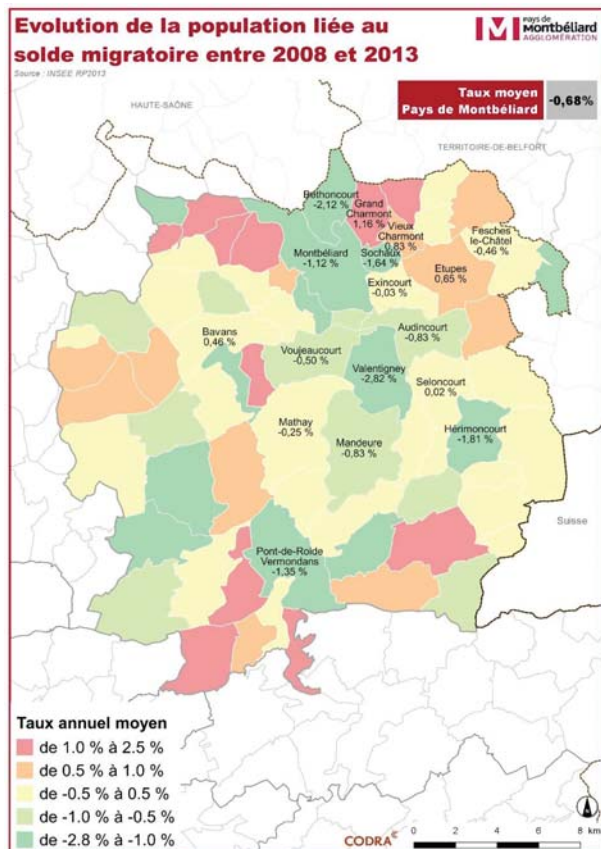 Evolution de la population liée au
solde migratoire entre 2008 et 2013
Source : INSEE RP2013
pays de
Montbéliard
AGGLOMÉRATION
Taux moyen
Pays de Montbéliard
-0,68%
HAUTE-SAÔNE
TERRITOIRE-DE-BELFORT
Béthoncourt
-2,12 %
Grand
Charmont
1,16 %
Vieux
Charmont
0,83 %
Fesches
le-Châtel
-0,46 %
Montbéliard
-1,12 %
Sochaux
-1,64 %
Etupes
0,65 %
Exincourt
-0,03 %
Bavans
0,46 %
Voujeaucourt
-0,50 %
Audincourt
-0,83 %
Valentigney
-2,82 %
Seloncourt
0,02 %
Mathay
-0,25 %
Mandeure
-0,83 %
Hérimoncourt
-1,81 %
Suisse
Pont-de-Roide
Vermondans
-1,35 %
Taux annuel moyen
de 1.0 % à 2.5 %
de 0.5 % à 1.0 %
de -0.5 % à 0.5 %
de -1.0 % à -0.5 %
de -2.8 % à -1.0 %
CODRA
0 2 4 6 8 km